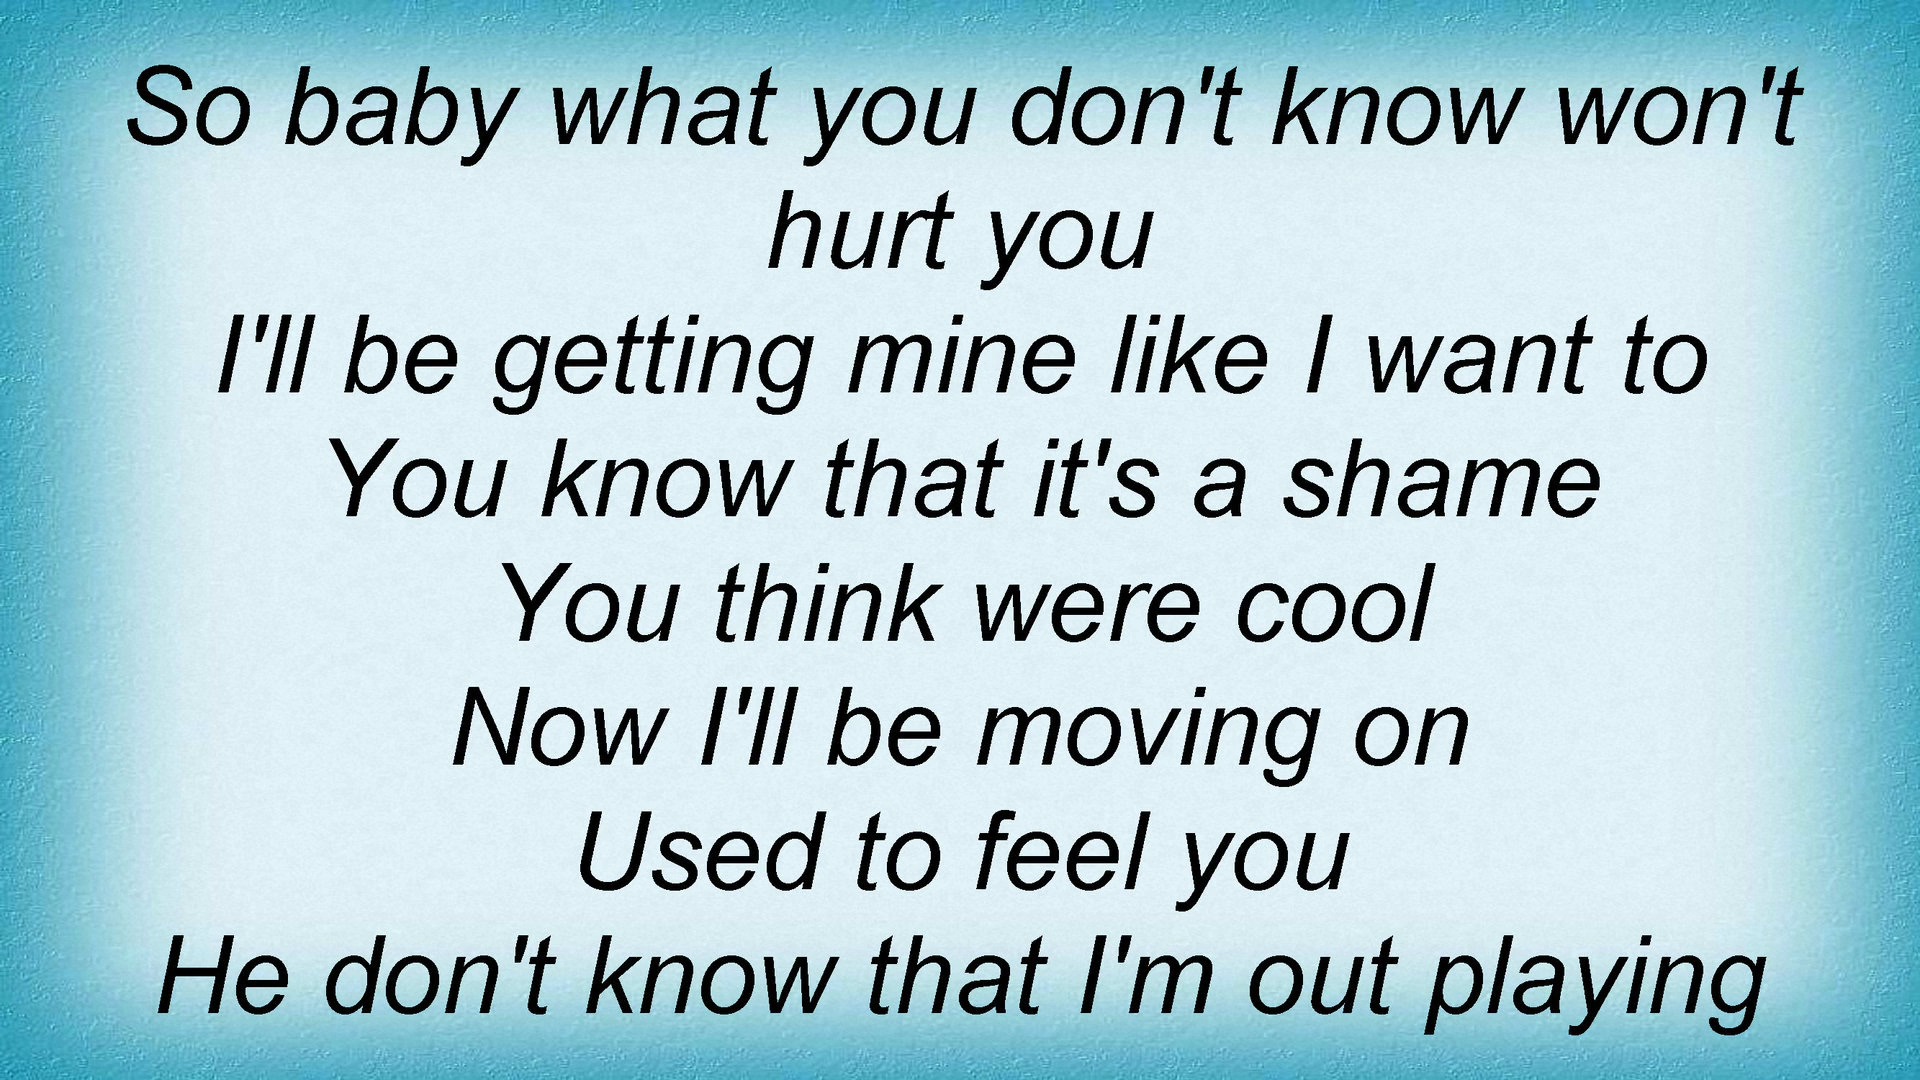 So baby what you don't know won't
hurt you
I'll be getting mine like I want to
You know that it's a shame
You think were cool
Now I'll be moving on
Used to feel you
He don't know that I'm out playing